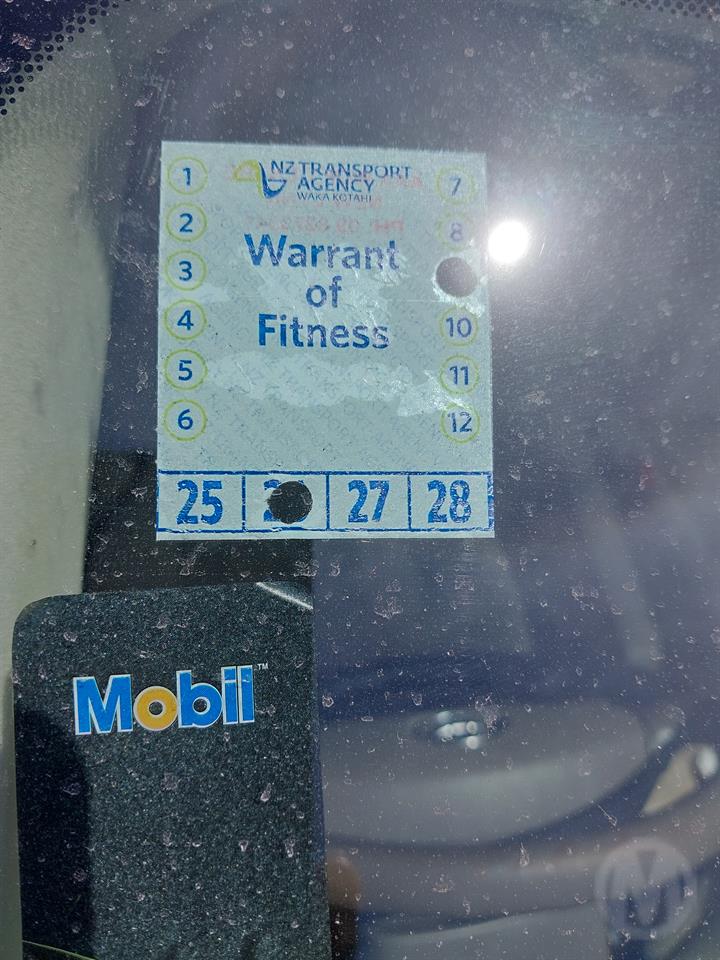 NZ TRANSPORT
AGENCY
WAKA KOTAHI
Warrant
of
Fitness
1
2
3
4
5
6
7
8
10
11
12
25 27 28
Mobil™
M